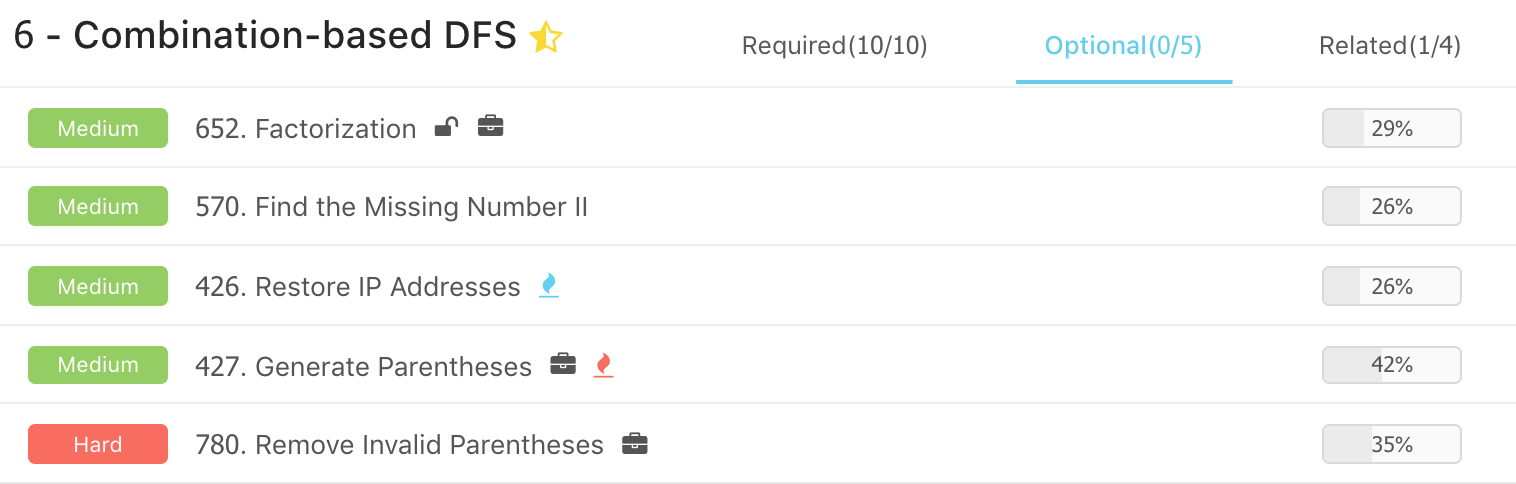 6 - Combination-based DFS Required(10/10) Optional(0/5) Related(1/4)
Medium 652. Factorization 29%
Medium 570. Find the Missing Number II 26%
Medium 426. Restore IP Addresses 26%
Medium 427. Generate Parentheses 42%
Hard 780. Remove Invalid Parentheses 35%